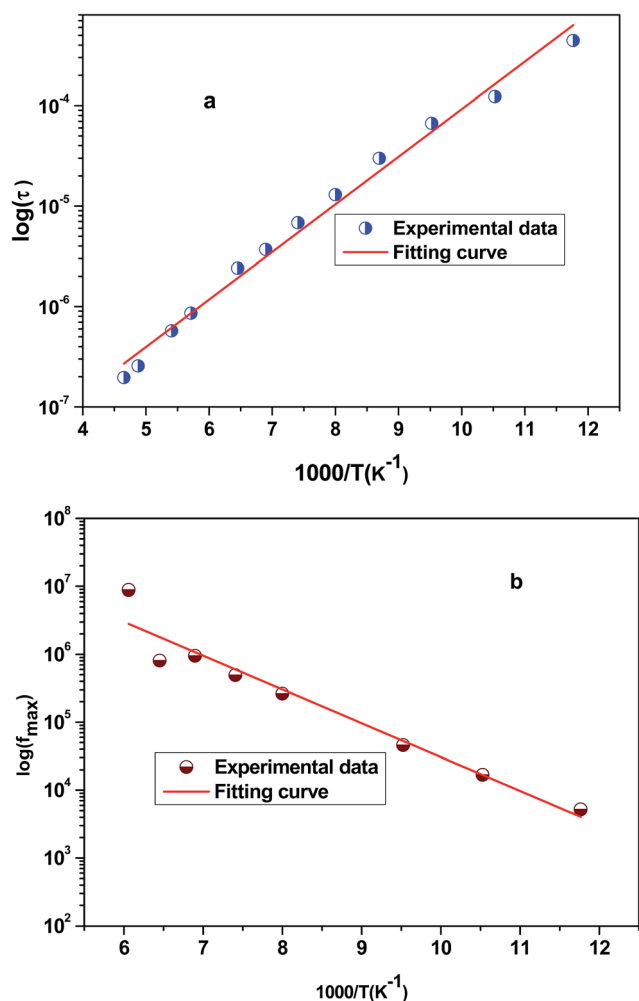 a
10^-4
10^-5
10^-6
10^-7
log(τ)
Experimental data
Fitting curve
4 5 6 7 8 9 10 11 12
1000/T(K^-1)
b
10^8
10^7
10^6
10^5
10^4
10^3
10^2
log(f_max)
Experimental data
Fitting curve
6 7 8 9 10 11 12
1000/T(K^-1)